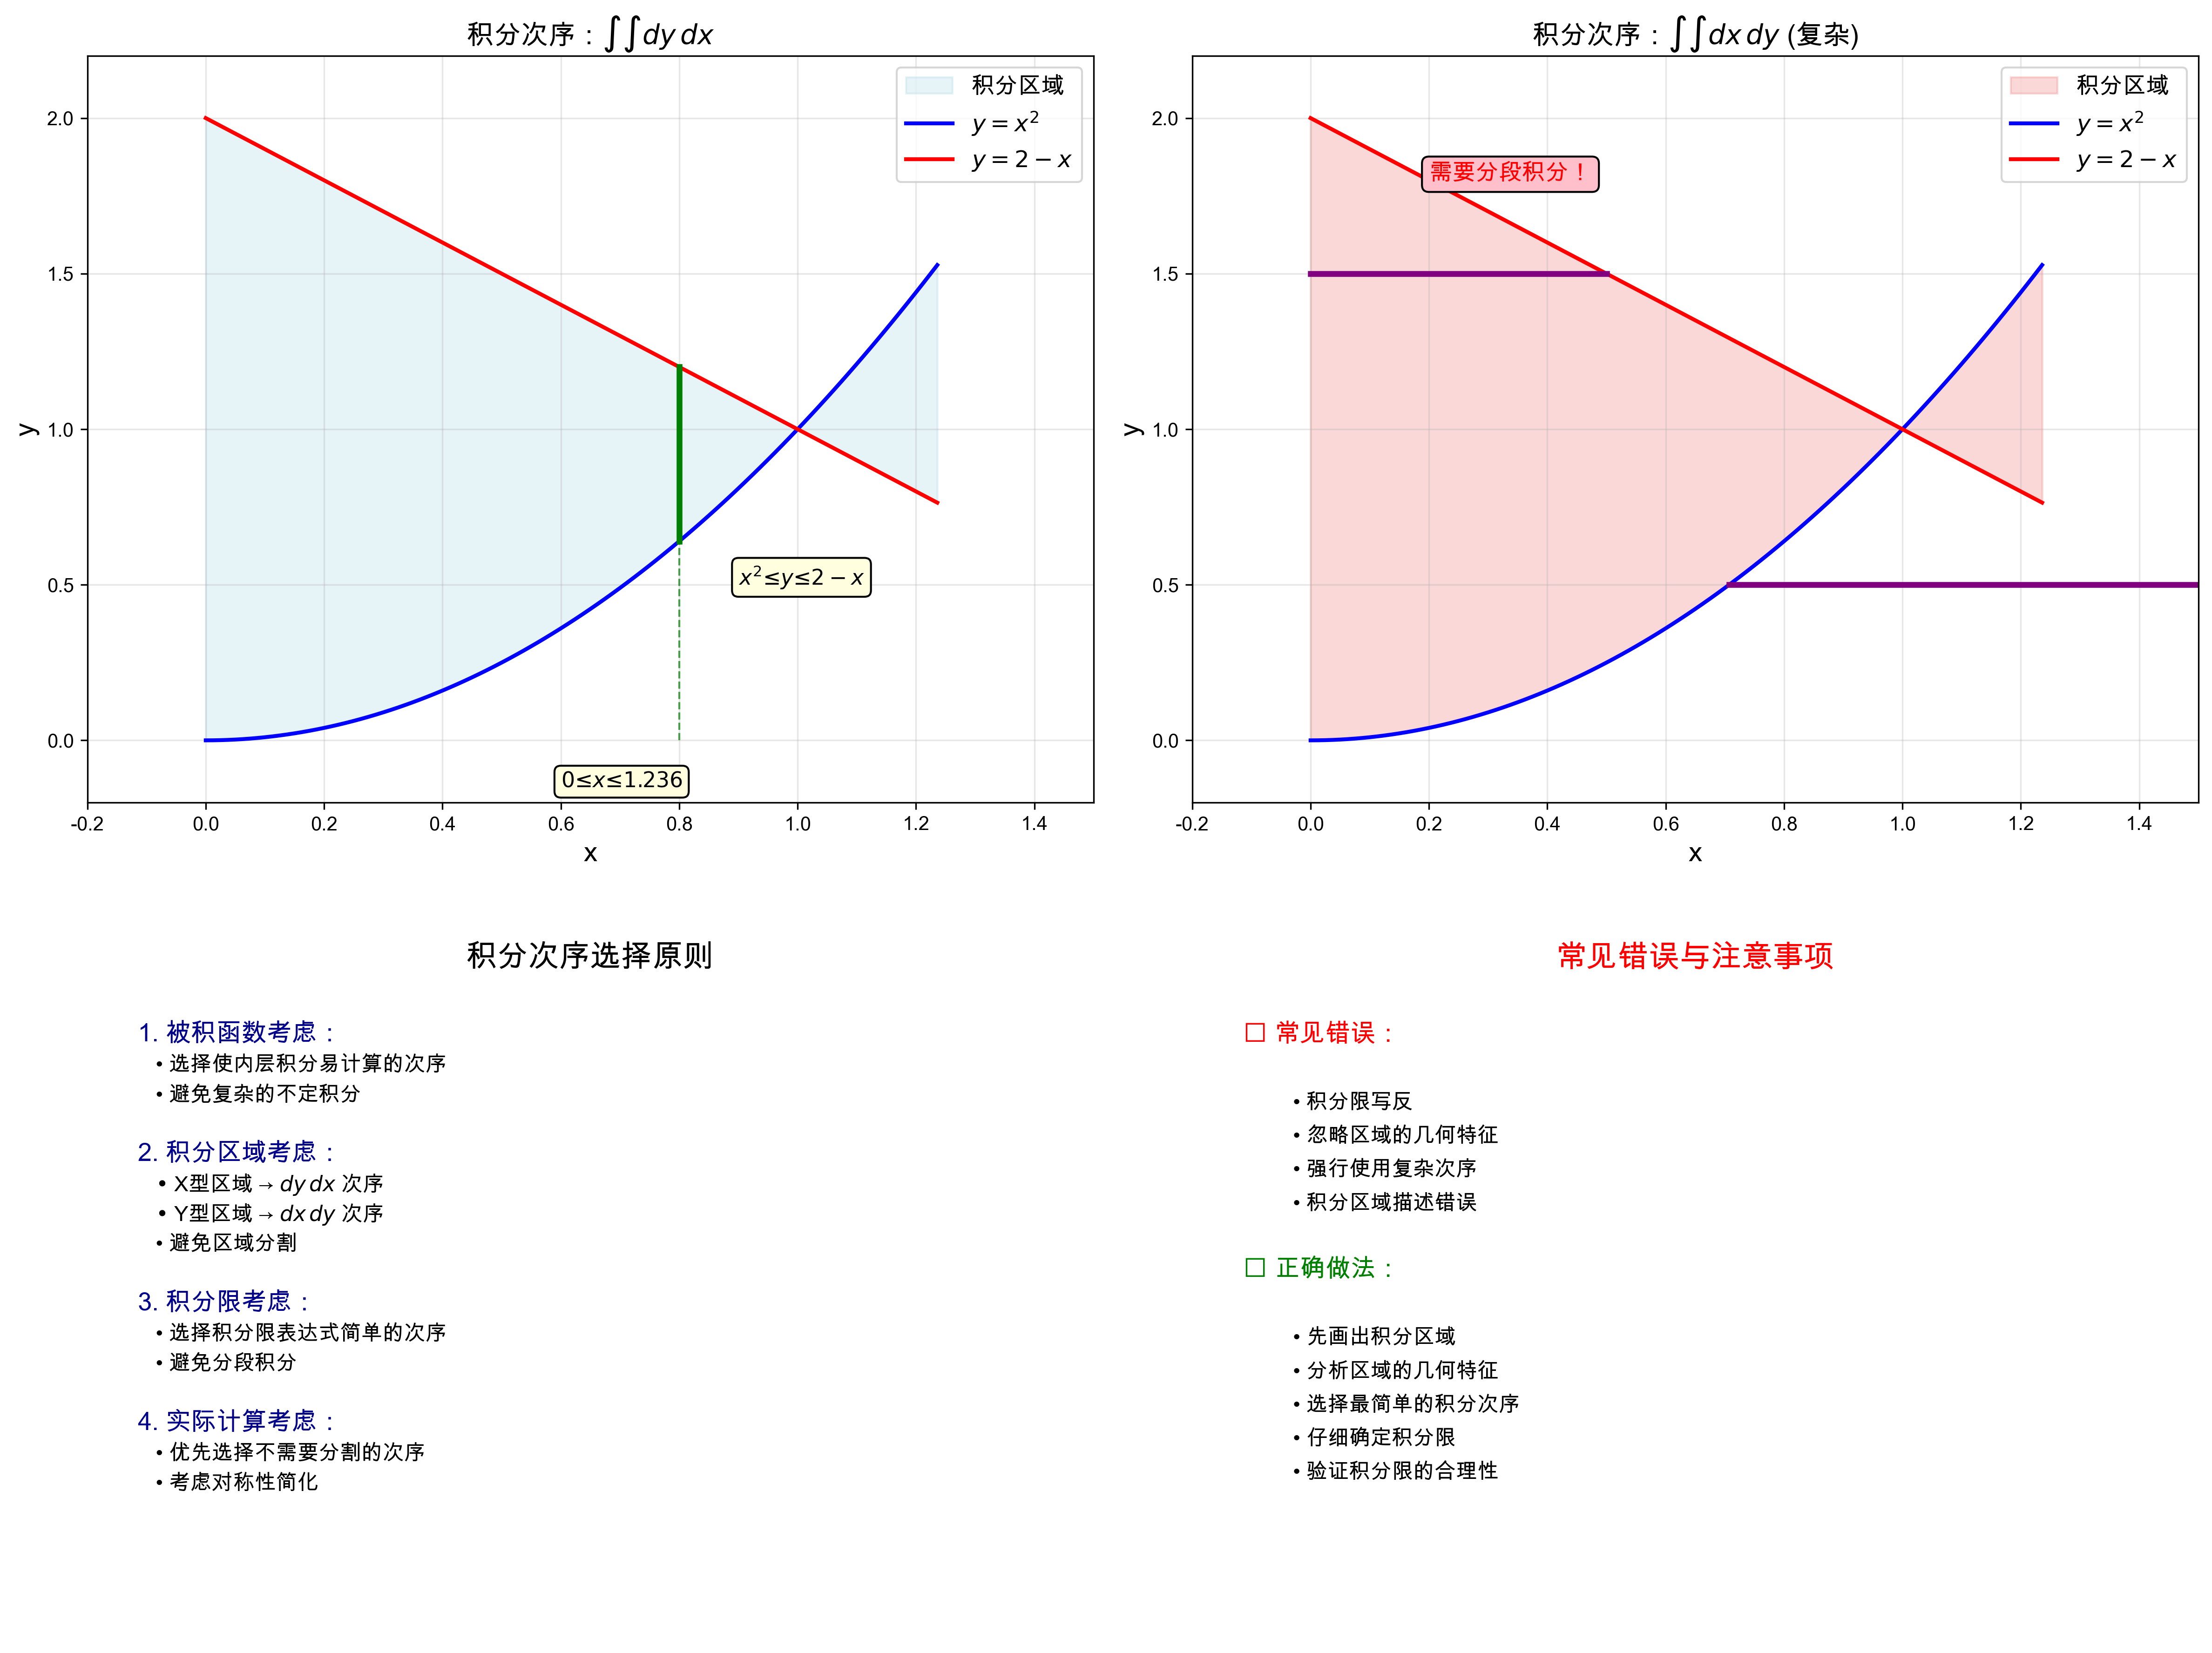 积分次序：∫∫dy dx
积分区域
y = x²
y = 2 − x
2.0
1.5
1.0
0.5
0.0
y
x²≤y≤2 − x
0≤x≤1.236
-0.2
0.0
0.2
0.4
0.6
0.8
1.0
1.2
1.4
x
积分次序：∫∫dx dy (复杂)
积分区域
y = x²
y = 2 − x
需要分段积分！
2.0
1.5
1.0
0.5
0.0
y
-0.2
0.0
0.2
0.4
0.6
0.8
1.0
1.2
1.4
x
积分次序选择原则
1. 被积函数考虑：
• 选择使内层积分易计算的次序
• 避免复杂的不定积分
2. 积分区域考虑：
• X型区域→ dy dx 次序
• Y型区域→ dx dy 次序
• 避免区域分割
3. 积分限考虑：
• 选择积分限表达式简单的次序
• 避免分段积分
4. 实际计算考虑：
• 优先选择不需要分割的次序
• 考虑对称性简化
常见错误与注意事项
□ 常见错误：
• 积分限写反
• 忽略区域的几何特征
• 强行使用复杂次序
• 积分区域描述错误
□ 正确做法：
• 先画出积分区域
• 分析区域的几何特征
• 选择最简单的积分次序
• 仔细确定积分限
• 验证积分限的合理性